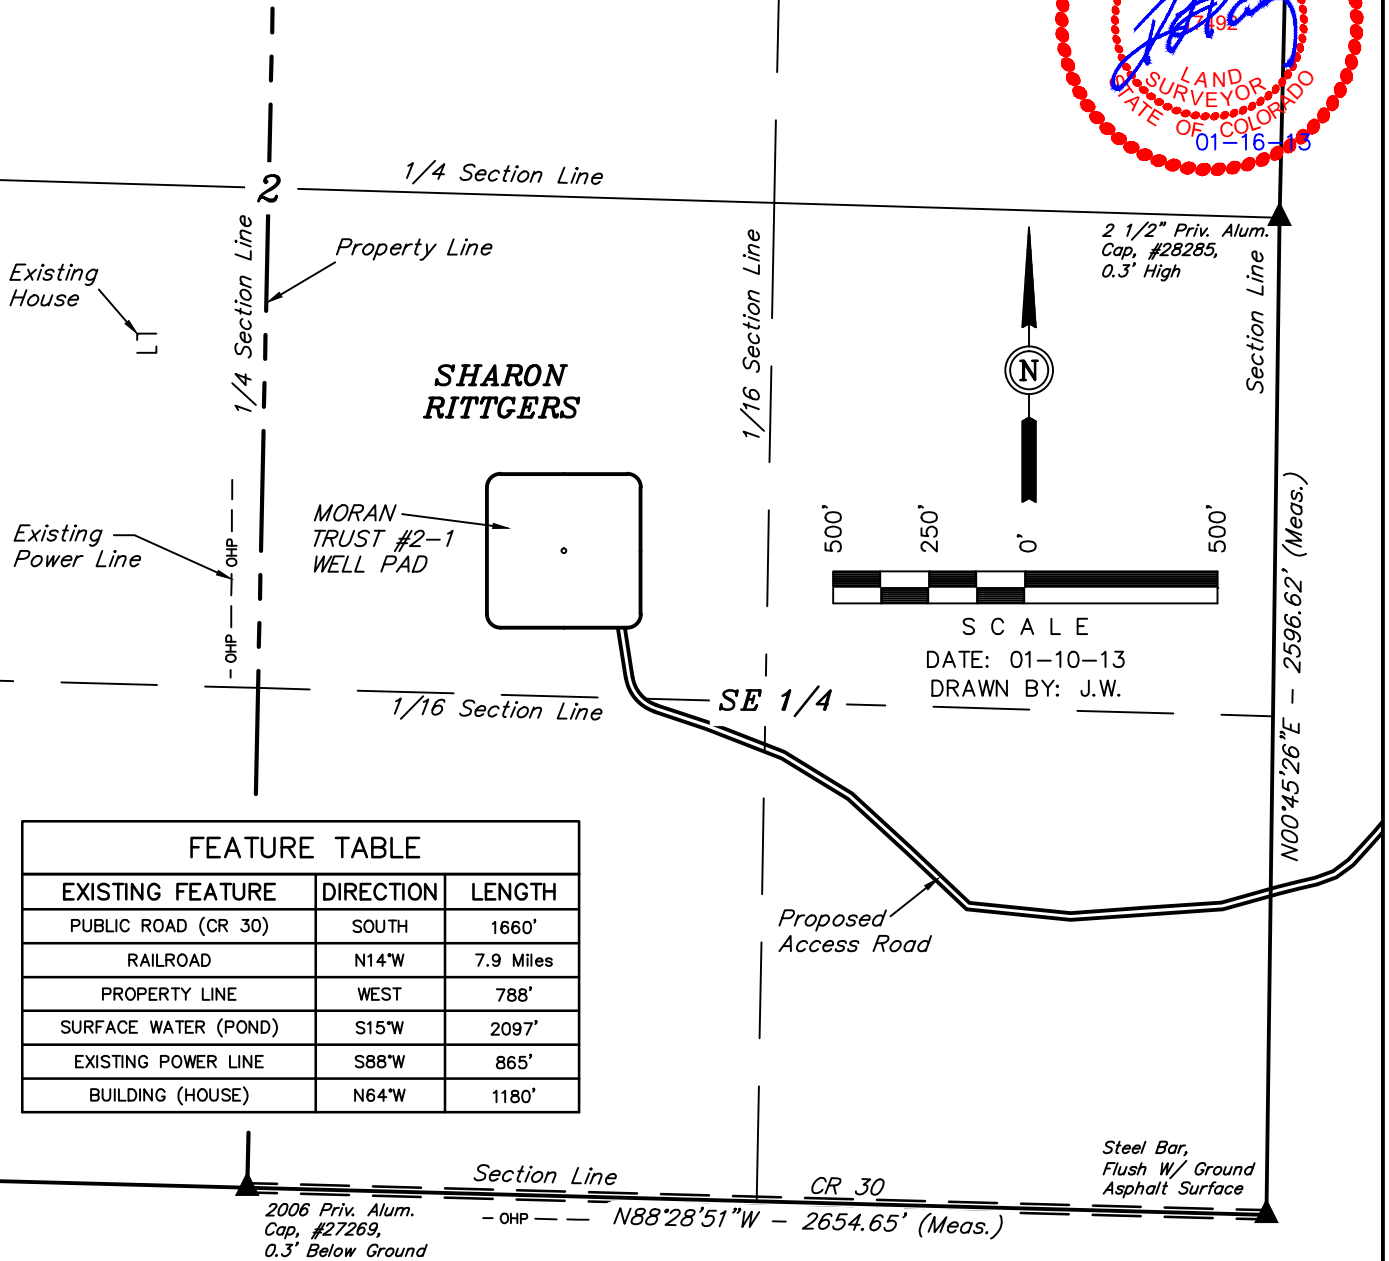 7492
LAND
SURVEYOR
STATE OF COLORADO
01-16-13
1/4 Section Line
2
Property Line
1/4 Section Line
Existing
House
2 1/2" Priv. Alum.
Cap, #28285,
0.3' High
1/16 Section Line
Section Line
SHARON
RITTGERS
N
MORAN
TRUST #2-1
WELL PAD
Existing
Power Line
OHP
OHP
500'
250'
0'
500'
SCALE
DATE: 01-10-13
DRAWN BY: J.W.
N00°45'26"E - 2596.62' (Meas.)
SE 1/4
1/16 Section Line
FEATURE TABLE
EXISTING FEATURE DIRECTION LENGTH
PUBLIC ROAD (CR 30) SOUTH 1660'
RAILROAD N14°W 7.9 Miles
PROPERTY LINE WEST 788'
SURFACE WATER (POND) S15°W 2097'
EXISTING POWER LINE S88°W 865'
BUILDING (HOUSE) N64°W 1180'
Proposed
Access Road
Steel Bar,
Flush W/ Ground
Asphalt Surface
Section Line
CR 30
2006 Priv. Alum.
Cap, #27269,
0.3' Below Ground
OHP
N88°28'51"W - 2654.65' (Meas.)